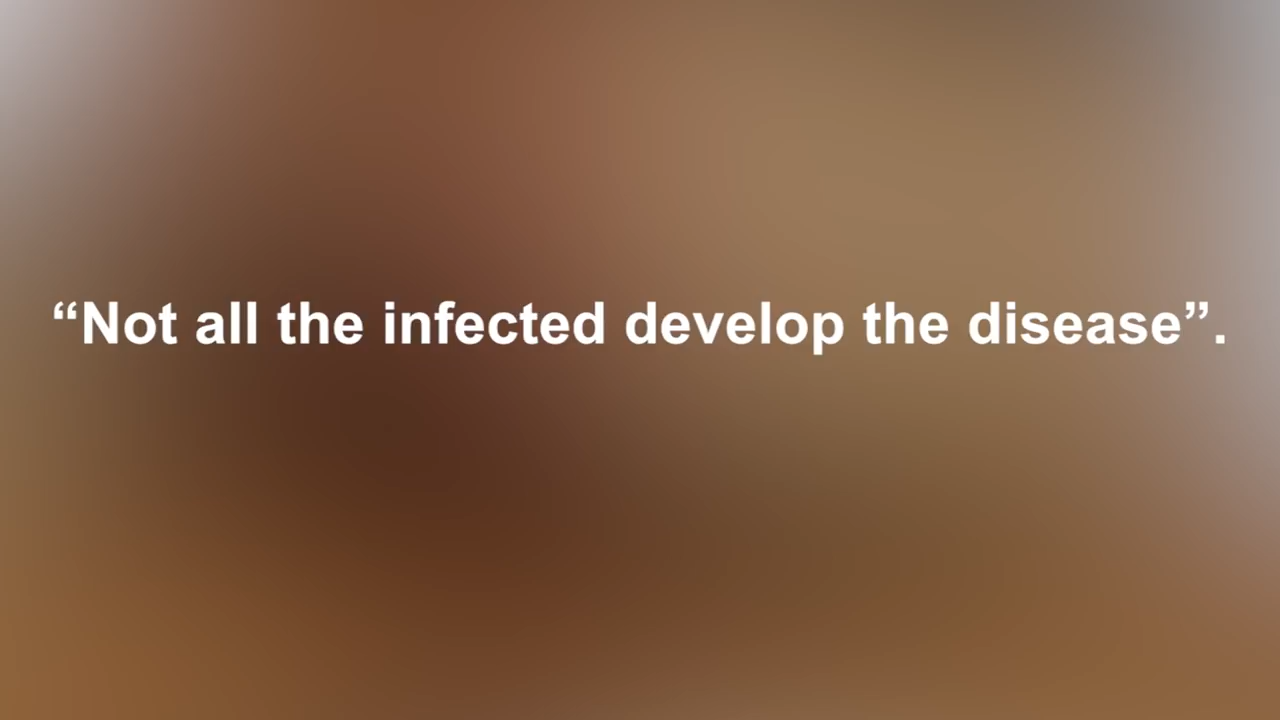 “Not all the infected develop the disease”.